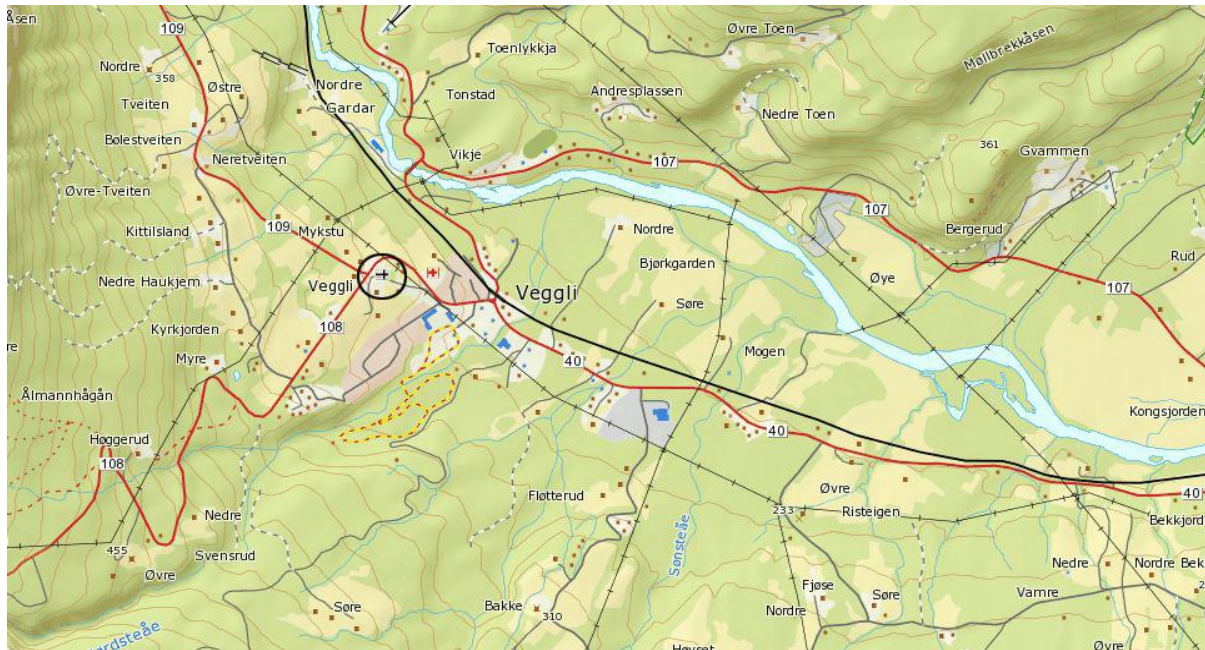 åsen
109
Nordre
358
Østre
Tveiten
Bølestveiten
Neretveiten
Øvre-Tveiten
Kittilsland
Nedre Haukjem
Kyrkjorden
Myre
Ålmannhågån
Høggerud
108
Nedre
Svensrud
455
Øvre
Nordre
Gardar
109
Mykstu
Veggli
108
Toenlykkja
Tonstad
Vikje
Andresplassen
Øvre Toen
Møllbrekkåsen
Nedre Toen
107
361
Gvammen
107
Bergerud
Rud
107
Øye
Nordre
Bjørkgarden
Søre
Veggli
40
Mogen
40
Kongsjorden
40
Bekkjord
Øvre
Risteigen
233
Fløtterud
Sønsteåe
Søre
Bakke
310
Fjøse
Nordre
Søre
Vamre
Nedre
Nordre Bek
Øvre
Høyset